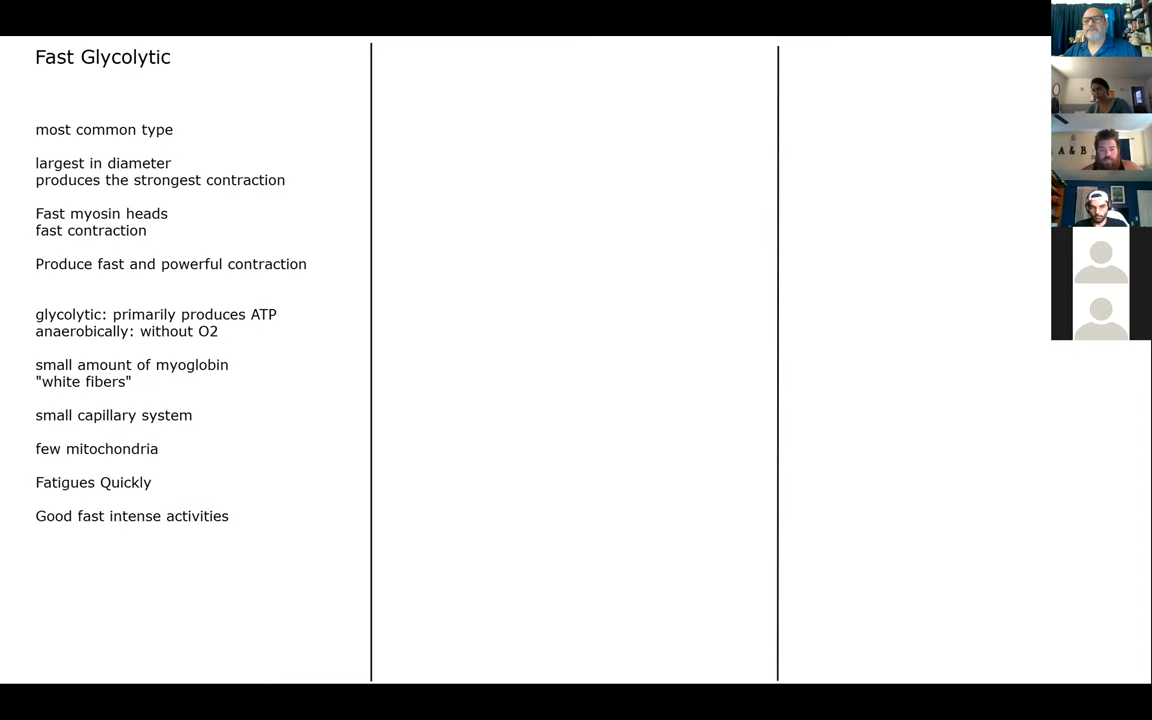 Fast Glycolytic
most common type
largest in diameter
produces the strongest contraction
Fast myosin heads
fast contraction
Produce fast and powerful contraction
glycolytic: primarily produces ATP
anaerobically: without O2
small amount of myoglobin
"white fibers"
small capillary system
few mitochondria
Fatigues Quickly
Good fast intense activities
A & B